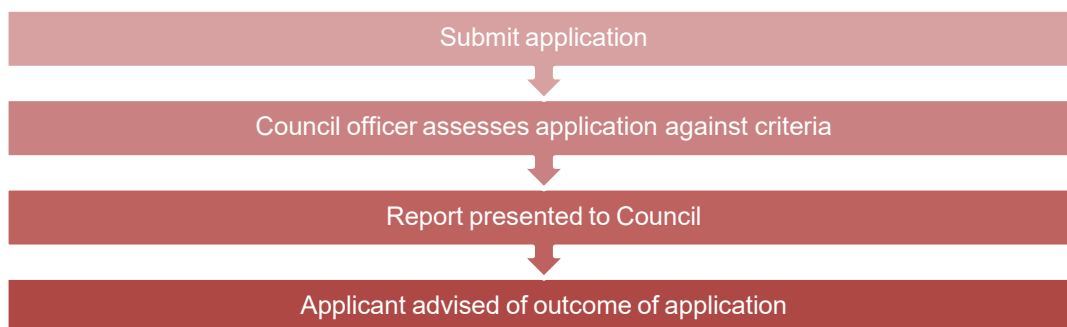 Submit application
Council officer assesses application against criteria
Report presented to Council
Applicant advised of outcome of application